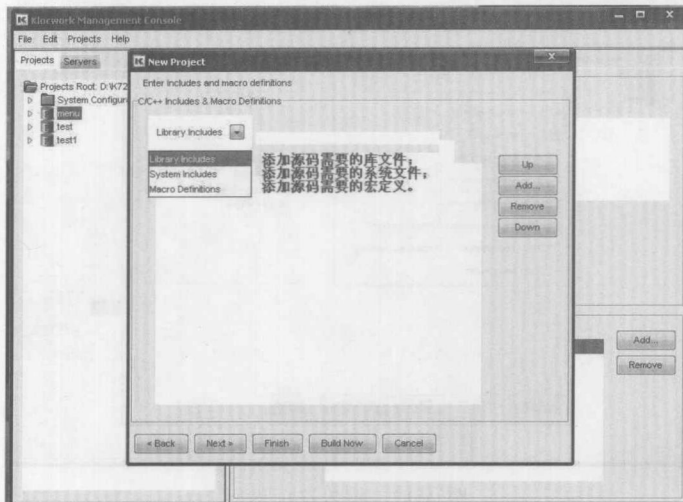 Klocwork Management Console
File Edit Projects Help
Projects Servers
Projects Root: D:\K72
System Configur
menu
test
test1
New Project
Enter includes and macro definitions
C/C++ Includes & Macro Definitions
Library Includes
Library Includes 添加源码需要的库文件；
System Includes 添加源码需要的系统文件；
Macro Definitions 添加源码需要的宏定义。
Up
Add...
Remove
Down
Add...
Remove
« Back Next » Finish Build Now Cancel